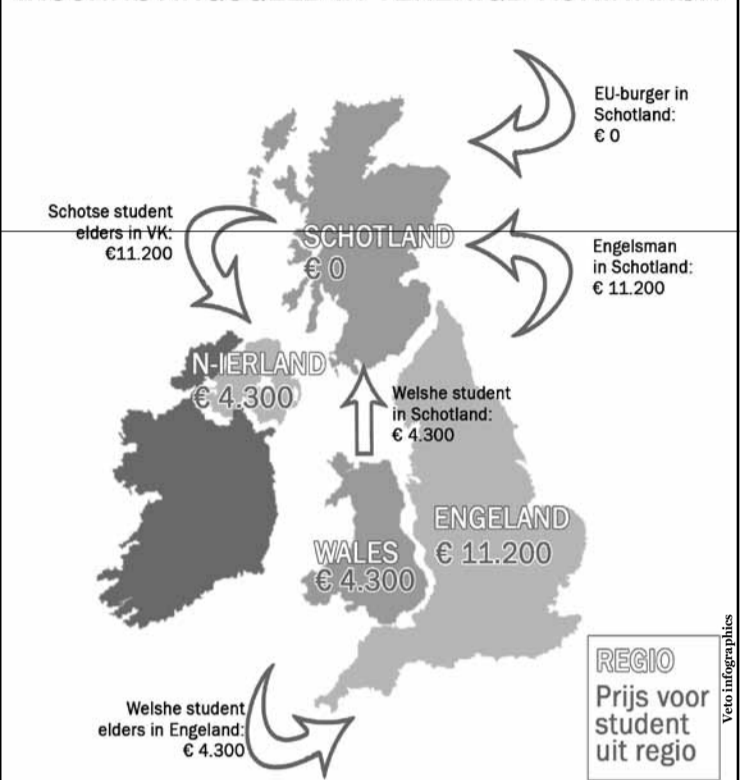 EU-burger in
Schotland:
€ 0
Schotse student
elders in VK:
€11.200
SCHOTLAND
€ 0
Engelsman
in Schotland:
€ 11.200
N-IERLAND
€ 4.300
Welshe student
in Schotland:
€ 4.300
ENGELAND
€ 11.200
WALES
€ 4.300
Welshe student
elders in Engeland:
€ 4.300
REGIO
Prijs voor
student
uit regio
Veto infographics